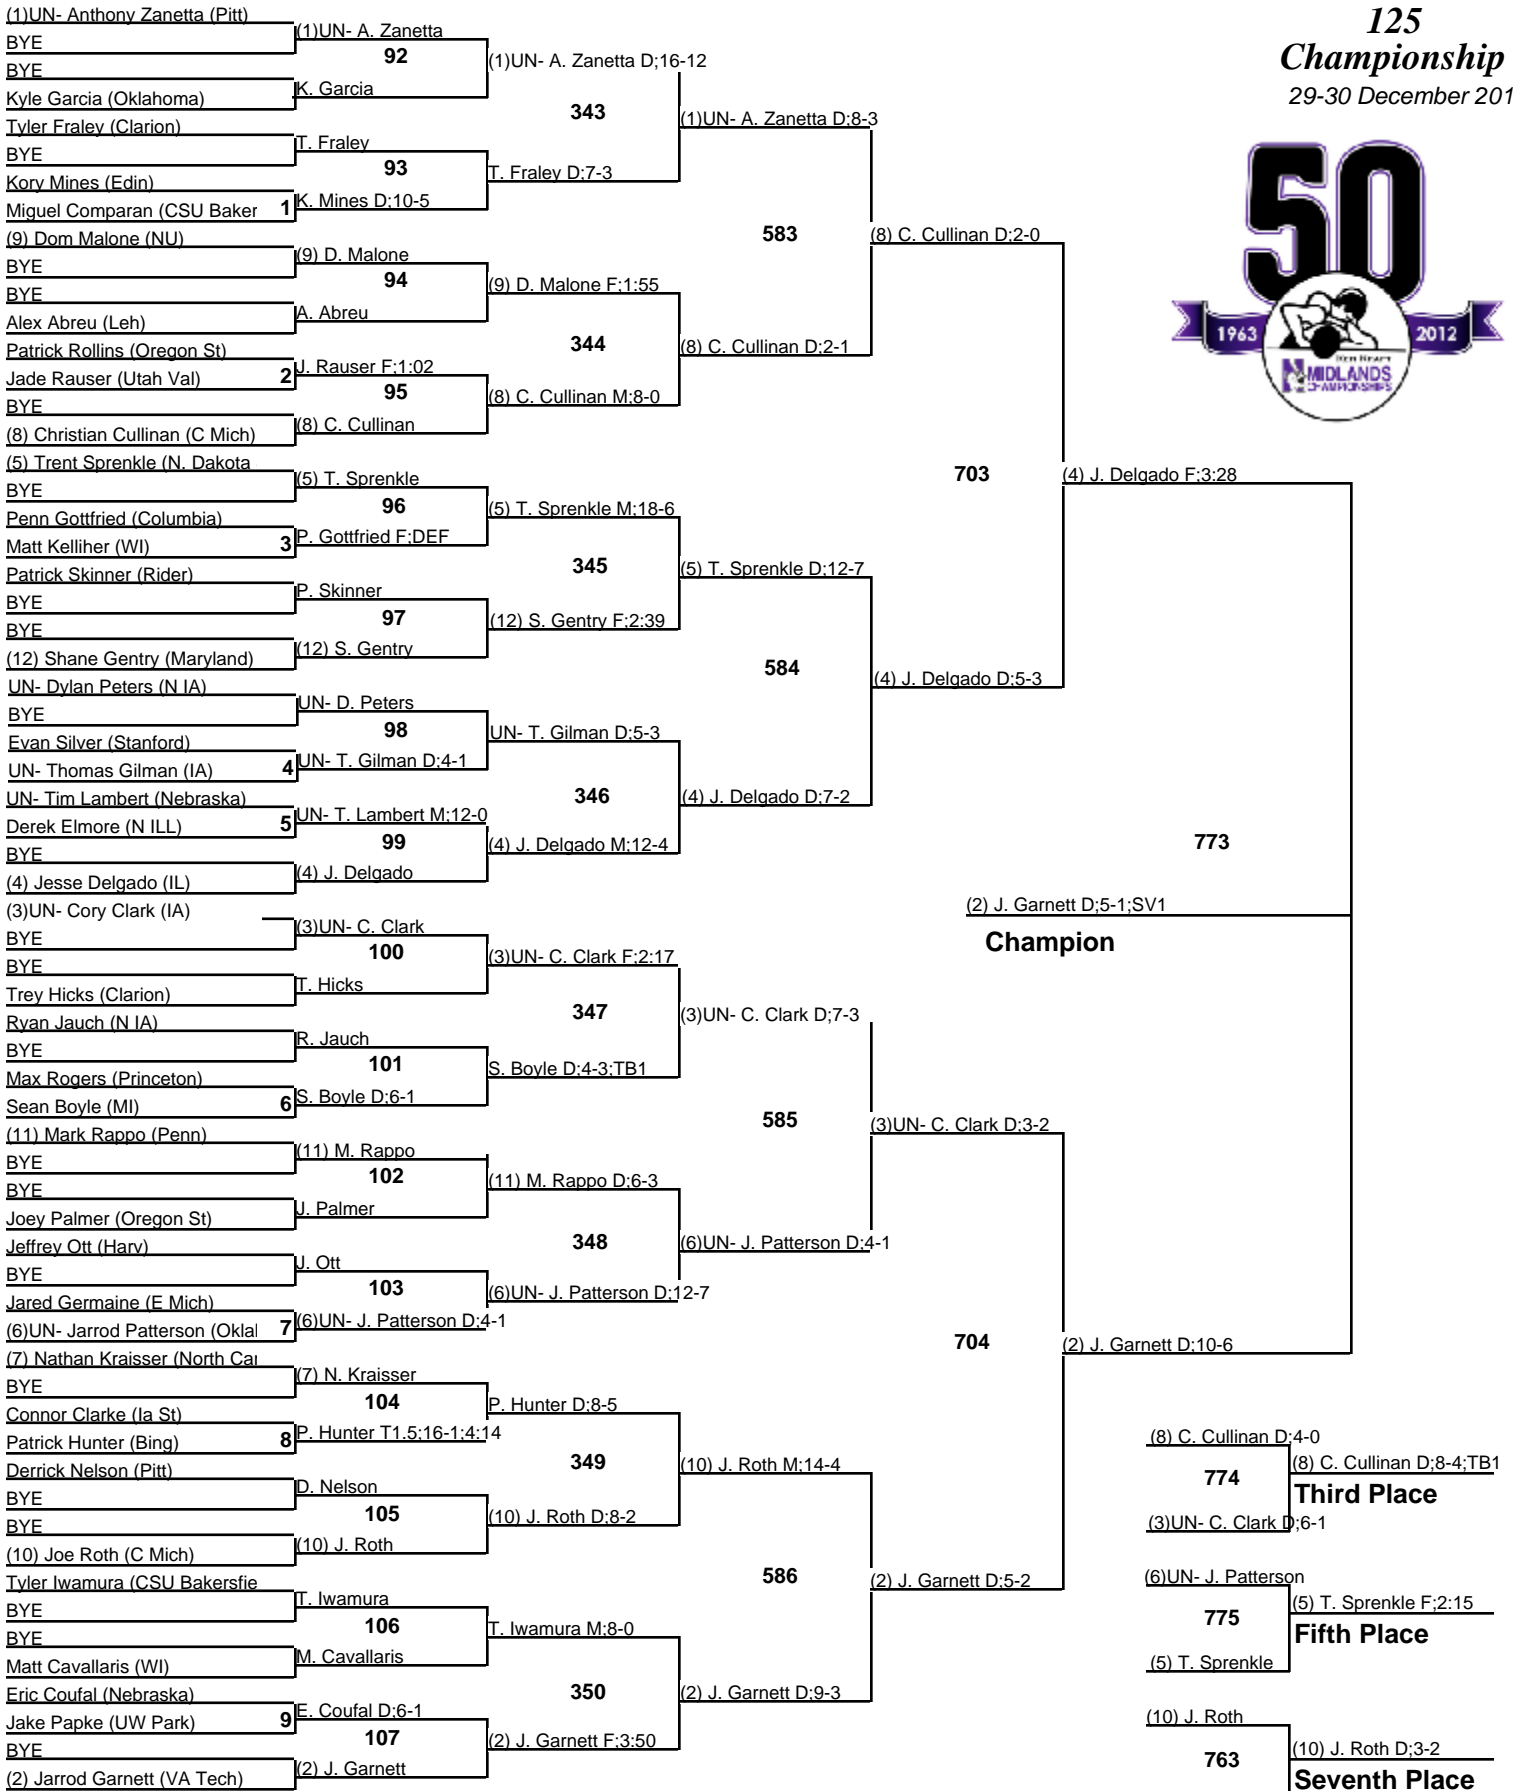 125
Championship
29-30 December 201
50
1963
2012
KEN KRAFT
MIDLANDS
CHAMPIONSHIPS
(1)UN- Anthony Zanetta (Pitt)
BYE
BYE
Kyle Garcia (Oklahoma)
Tyler Fraley (Clarion)
BYE
Kory Mines (Edin)
Miguel Comparan (CSU Baker 1
(9) Dom Malone (NU)
BYE
BYE
Alex Abreu (Leh)
Patrick Rollins (Oregon St)
Jade Rauser (Utah Val) 2
BYE
(8) Christian Cullinan (C Mich)
(5) Trent Sprenkle (N. Dakota
BYE
Penn Gottfried (Columbia)
Matt Kelliher (WI) 3
Patrick Skinner (Rider)
BYE
BYE
(12) Shane Gentry (Maryland)
UN- Dylan Peters (N IA)
BYE
Evan Silver (Stanford)
UN- Thomas Gilman (IA) 4
UN- Tim Lambert (Nebraska)
Derek Elmore (N ILL) 5
BYE
(4) Jesse Delgado (IL)
(3)UN- Cory Clark (IA)
BYE
BYE
Trey Hicks (Clarion)
Ryan Jauch (N IA)
BYE
Max Rogers (Princeton)
Sean Boyle (MI) 6
(11) Mark Rappo (Penn)
BYE
BYE
Joey Palmer (Oregon St)
Jeffrey Ott (Harv)
BYE
Jared Germaine (E Mich)
(6)UN- Jarrod Patterson (Oklal 7
(7) Nathan Kraisser (North Car
BYE
Connor Clarke (Ia St)
Patrick Hunter (Bing) 8
Derrick Nelson (Pitt)
BYE
BYE
(10) Joe Roth (C Mich)
Tyler Iwamura (CSU Bakersfie
BYE
BYE
Matt Cavallaris (WI)
Eric Coufal (Nebraska)
Jake Papke (UW Park) 9
BYE
(2) Jarrod Garnett (VA Tech)
(1)UN- A. Zanetta
92
K. Garcia
T. Fraley
93
K. Mines D;10-5
(9) D. Malone
94
A. Abreu
J. Rauser F;1:02
95
(8) C. Cullinan
(5) T. Sprenkle
96
P. Gottfried F;DEF
P. Skinner
97
(12) S. Gentry
UN- D. Peters
98
UN- T. Gilman D;4-1
UN- T. Lambert M;12-0
99
(4) J. Delgado
(3)UN- C. Clark
100
T. Hicks
R. Jauch
101
S. Boyle D;6-1
(11) M. Rappo
102
J. Palmer
J. Ott
103
(6)UN- J. Patterson D;4-1
(7) N. Kraisser
104
P. Hunter T1.5;16-1;4:14
D. Nelson
105
(10) J. Roth
T. Iwamura
106
M. Cavallaris
E. Coufal D;6-1
107
(2) J. Garnett
(1)UN- A. Zanetta D;16-12
343
T. Fraley D;7-3
(9) D. Malone F;1:55
344
(8) C. Cullinan M;8-0
(5) T. Sprenkle M;18-6
345
(12) S. Gentry F;2:39
UN- T. Gilman D;5-3
346
(4) J. Delgado M;12-4
(3)UN- C. Clark F;2:17
347
S. Boyle D;4-3;TB1
(11) M. Rappo D;6-3
348
(6)UN- J. Patterson D;12-7
P. Hunter D;8-5
349
(10) J. Roth D;8-2
T. Iwamura M;8-0
350
(2) J. Garnett F;3:50
(1)UN- A. Zanetta D;8-3
583
(8) C. Cullinan D;2-1
(5) T. Sprenkle D;12-7
584
(4) J. Delgado D;7-2
(3)UN- C. Clark D;7-3
585
(6)UN- J. Patterson D;4-1
(10) J. Roth M;14-4
586
(2) J. Garnett D;9-3
(8) C. Cullinan D;2-0
703
(4) J. Delgado D;5-3
(3)UN- C. Clark D;3-2
704
(2) J. Garnett D;5-2
(4) J. Delgado F;3:28
773
(2) J. Garnett D;10-6
(2) J. Garnett D;5-1;SV1
Champion
(8) C. Cullinan D;4-0
774
(3)UN- C. Clark D;6-1
(8) C. Cullinan D;8-4;TB1
Third Place
(6)UN- J. Patterson
775
(5) T. Sprenkle
(5) T. Sprenkle F;2:15
Fifth Place
(10) J. Roth
763
(10) J. Roth D;3-2
Seventh Place